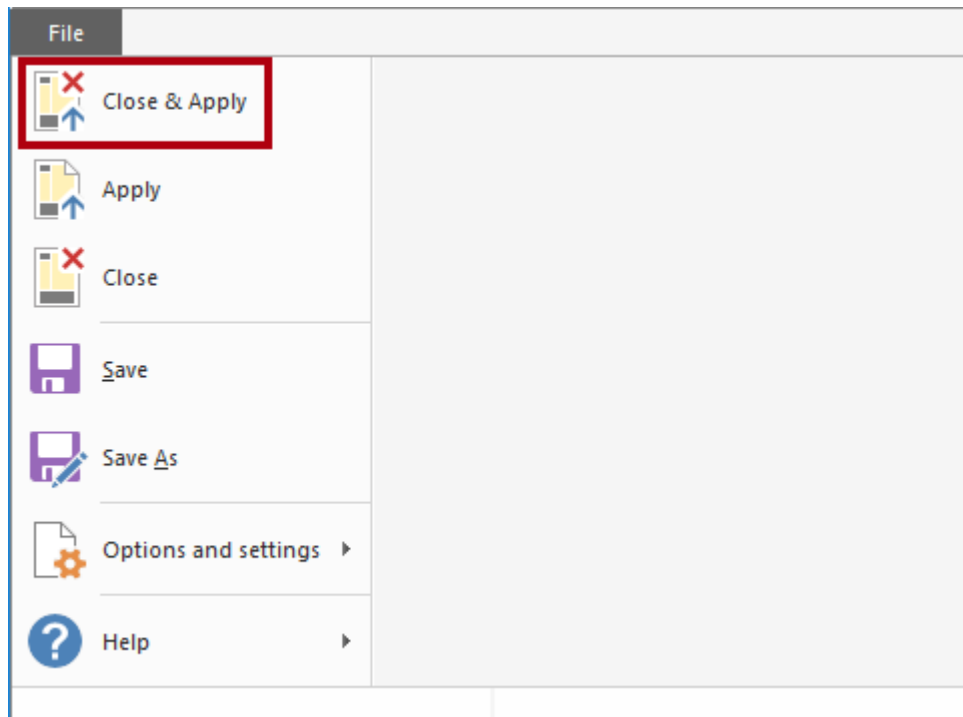 File
Close & Apply
Apply
Close
Save
Save As
Options and settings
Help